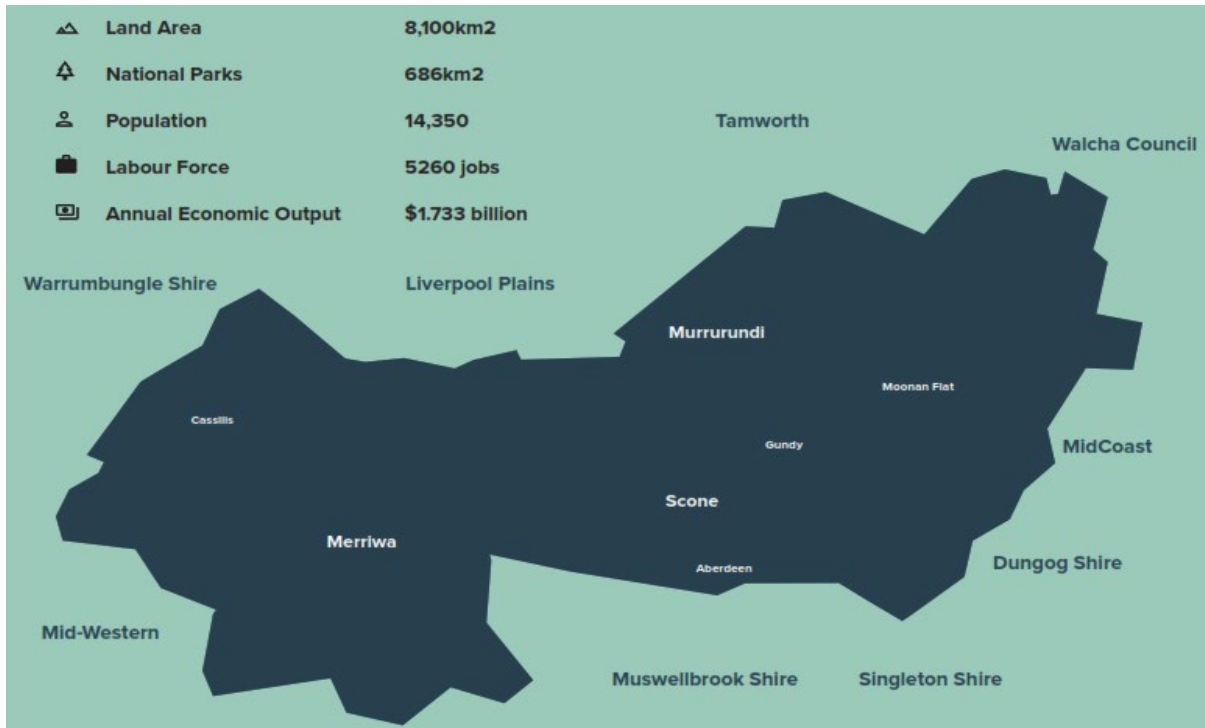 Land Area 8,100km2
National Parks 686km2
Population 14,350
Labour Force 5260 jobs
Annual Economic Output $1.733 billion
Tamworth
Walcha Council
Warrumbungle Shire
Liverpool Plains
Murrurundi
Moonan Flat
Cassilis
Gundy
MidCoast
Scone
Merriwa
Aberdeen
Dungog Shire
Mid-Western
Muswellbrook Shire
Singleton Shire